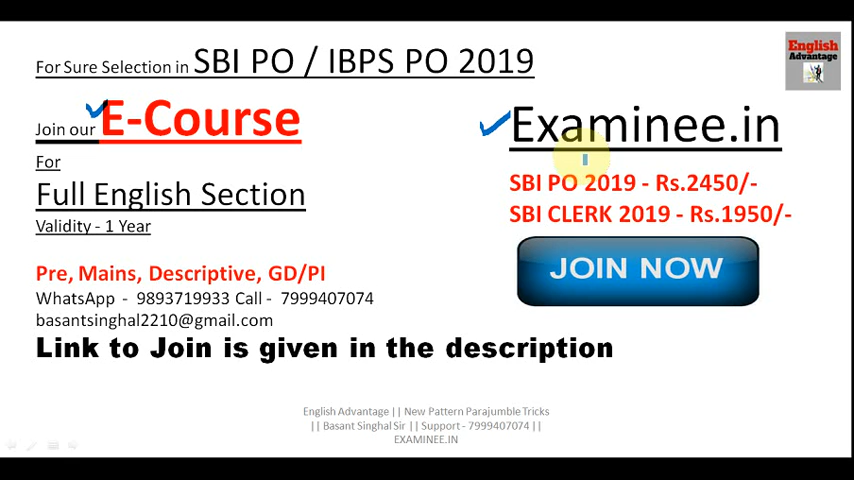 For Sure Selection in SBI PO / IBPS PO 2019
English
Advantage
Join our E-Course
For
Full English Section
Validity - 1 Year
Examinee.in
SBI PO 2019 - Rs.2450/-
SBI CLERK 2019 - Rs.1950/-
JOIN NOW
Pre, Mains, Descriptive, GD/PI
WhatsApp - 9893719933 Call - 7999407074
basantsinghal2210@gmail.com
Link to Join is given in the description
English Advantage || New Pattern Parajumble Tricks
|| Basant Singhal Sir || Support - 7999407074 ||
EXAMINEE.IN